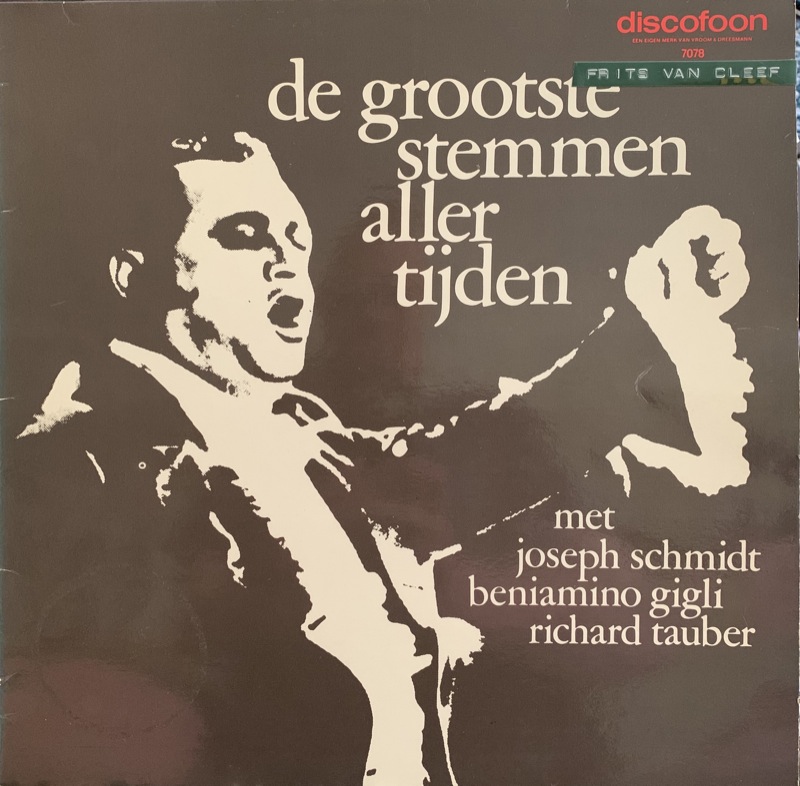 discofoon
EEN EIGEN MERK VAN VROOM & DREESMANN
7078
FRITS VAN CLEEF
de grootste
stemmen
aller
tijden
met
joseph schmidt
beniamino gigli
richard tauber